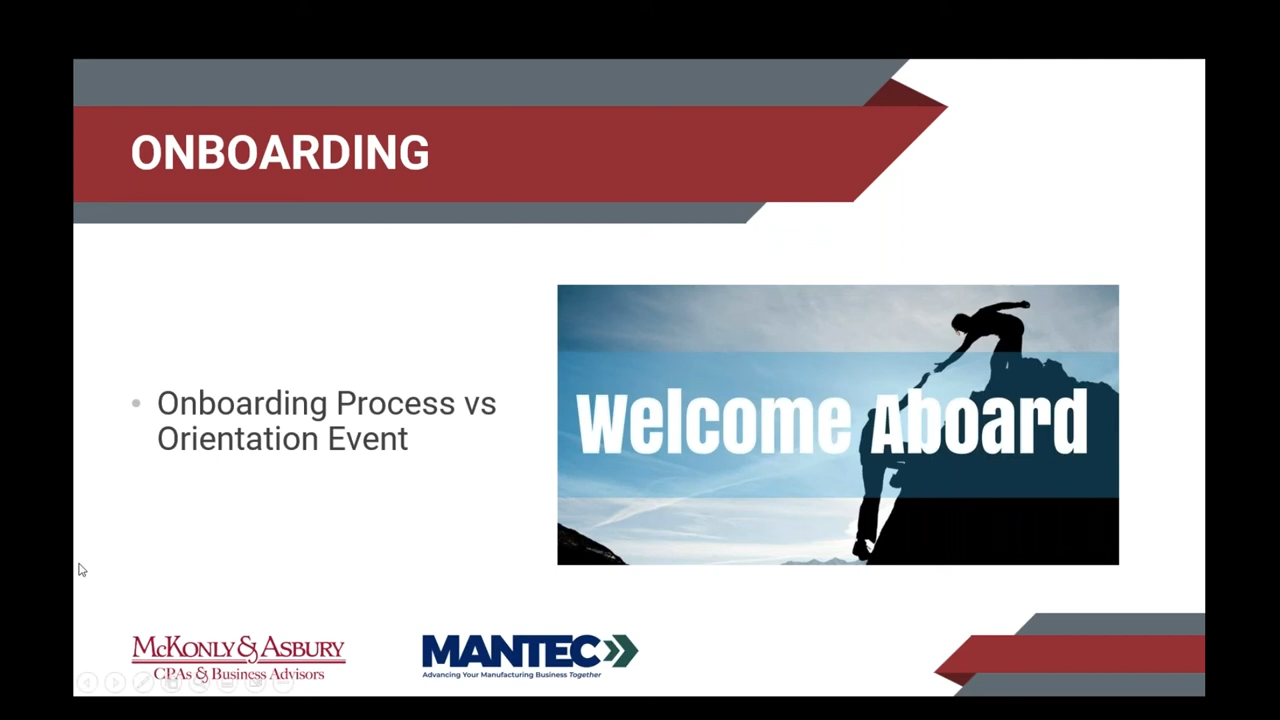 ONBOARDING
• Onboarding Process vs
Orientation Event
Welcome Aboard
McKonly & Asbury
CPAs & Business Advisors
MANTEC
Advancing Your Manufacturing Business Together